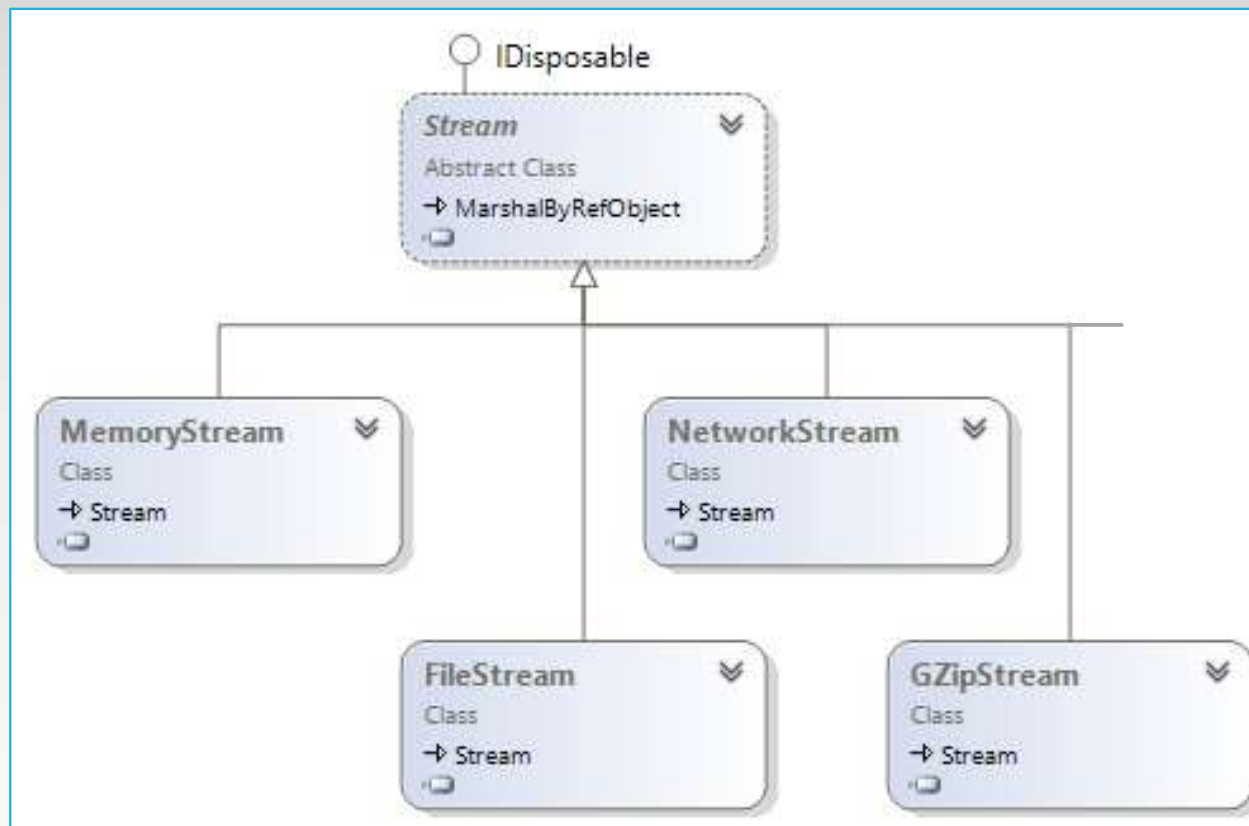 IDisposable
Stream
Abstract Class
MarshalByRefObject
MemoryStream
Class
Stream
NetworkStream
Class
Stream
FileStream
Class
Stream
GZipStream
Class
Stream